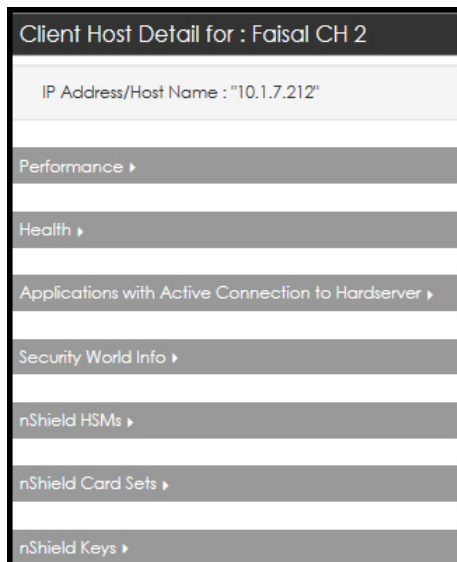 Client Host Detail for : Faisal CH 2
IP Address/Host Name : "10.1.7.212"
Performance
Health
Applications with Active Connection to Hardserver
Security World Info
nShield HSMs
nShield Card Sets
nShield Keys